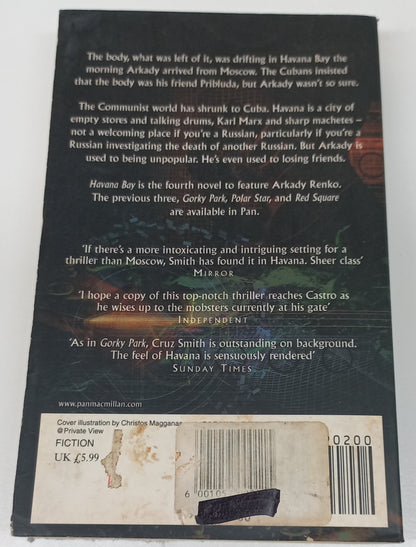 The body, what was left of it, was drifting in Havana Bay the
morning Arkady arrived from Moscow. The Cubans insisted
that the body was his friend Pribluda, but Arkady wasn't so sure.
The Communist world has shrunk to Cuba. Havana is a city of
empty stores and talking drums, Karl Marx and sharp machetes –
not a welcoming place if you're a Russian, particularly if you're a
Russian investigating the death of another Russian. But Arkady is
used to being unpopular. He's even used to losing friends.
Havana Bay is the fourth novel to feature Arkady Renko.
The previous three, Gorky Park, Polar Star, and Red Square
are available in Pan.
'If there's a more intoxicating and intriguing setting for a
thriller than Moscow, Smith has found it in Havana. Sheer class'
MIRROR
'I hope a copy of this top-notch thriller reaches Castro as
he wises up to the mobsters currently at his gate'
INDEPENDENT
'As in Gorky Park, Cruz Smith is outstanding on background.
The feel of Havana is sensuously rendered'
SUNDAY TIMES
www.panmacmillan.com
Cover illustration by Christos Magganas
@ Private View
FICTION
UK £5.99
90200
6 00105